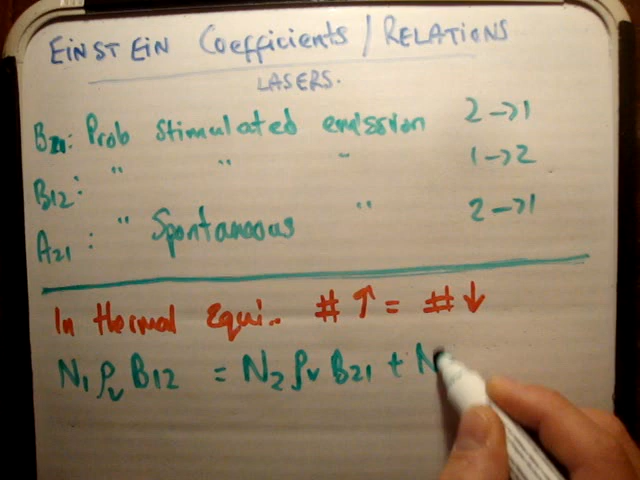 EINSTEIN Coefficients / RELATIONS
LASERS.
B21: Prob stimulated emission 2→1
B12: " " " 1→2
A21: " Spontaneous " 2→1
In thermal Equi.. # ↑ = # ↓
N1 ρν B12 = N2 ρν B21 + N